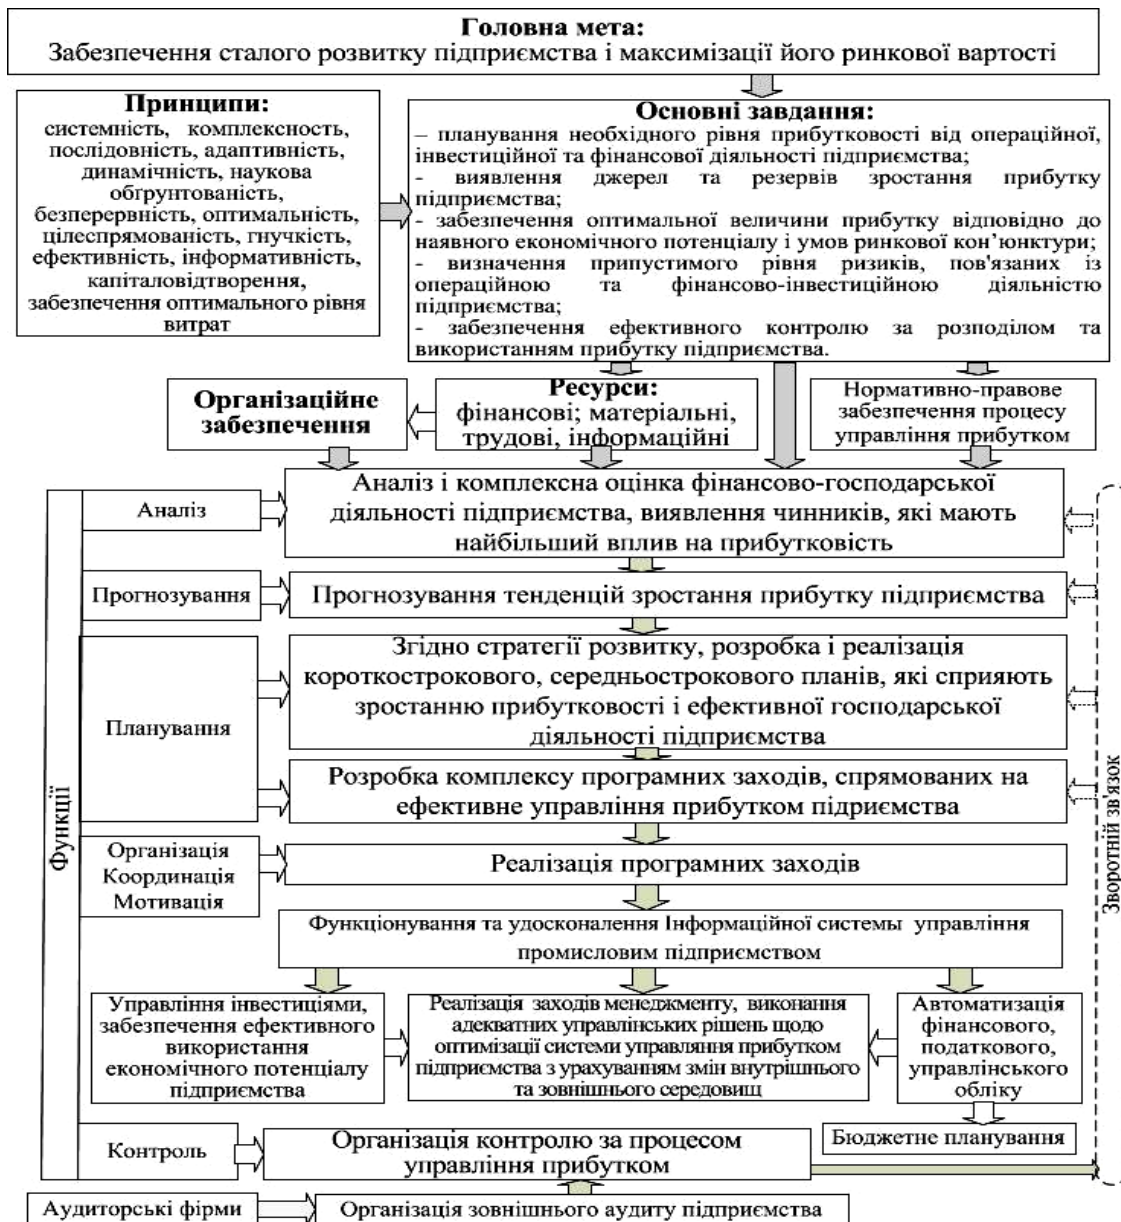 Головна мета:
Забезпечення сталого розвитку підприємства і максимізації його ринкової вартості
Принципи:
системність, комплексность,
послідовність, адаптивність,
динамічність, наукова
обґрунтованість,
безперервність, оптимальність,
цілеспрямованість, гнучкість,
ефективність, інформативність,
капіталовідтворення,
забезпечення оптимального рівня
витрат
Основні завдання:
– планування необхідного рівня прибутковості від операційної,
інвестиційної та фінансової діяльності підприємства;
- виявлення джерел та резервів зростання прибутку
підприємства;
- забезпечення оптимальної величини прибутку відповідно до
наявного економічного потенціалу і умов ринкової кон’юнктури;
- визначення припустимого рівня ризиків, пов'язаних із
операційною та фінансово-інвестиційною діяльністю
підприємства;
- забезпечення ефективного контролю за розподілом та
використанням прибутку підприємства.
Організаційне
забезпечення
Ресурси:
фінансові; матеріальні,
трудові, інформаційні
Нормативно-правове
забезпечення процесу
управління прибутком
Функції
Аналіз
Аналіз і комплексна оцінка фінансово-господарської
діяльності підприємства, виявлення чинників, які мають
найбільший вплив на прибутковість
Прогнозування
Прогнозування тенденцій зростання прибутку підприємства
Планування
Згідно стратегії розвитку, розробка і реалізація
короткострокового, середньострокового планів, які сприяють
зростанню прибутковості і ефективної господарської
діяльності підприємства
Розробка комплексу програмних заходів, спрямованих на
ефективне управління прибутком підриємства
Зворотній зв'язок
Організація
Координація
Мотивація
Реалізація програмних заходів
Функціонування та удосконалення Інформаційної системы управління
промисловим підприємством
Управління інвестиціями,
забезпечення ефективного
використання
економічного потенціалу
підприємства
Реалізація заходів менеджменту, виконання
адекватних управлінських рішень щодо
оптимізації системи управляння прибутком
підприємства з урахуванням змін внутрішнього
та зовнішнього середовищ
Автоматизація
фінансового,
податкового,
управлінського
обліку
Бюджетне планування
Контроль
Організація контролю за процесом
управління прибутком
Аудиторські фірми
Організація зовнішнього аудиту підприємства